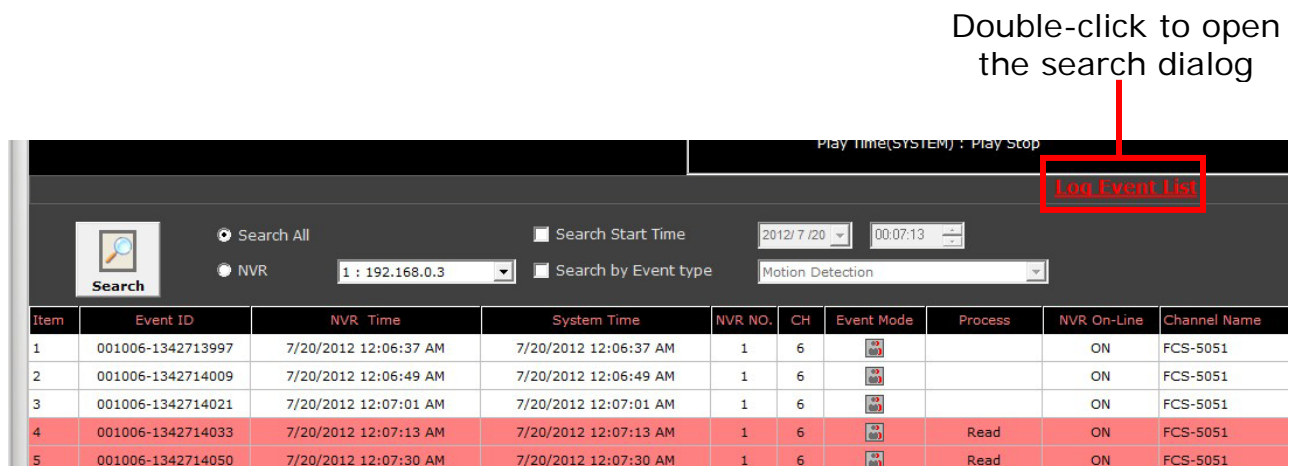 Double-click to open
the search dialog
Play Time(SYSTEM) : Play Stop
Log Event List
Search All
Search Start Time
2012/ 7 /20
00:07:13
Search
NVR
1 : 192.168.0.3
Search by Event type
Motion Detection
Item Event ID NVR Time System Time NVR NO. CH Event Mode Process NVR On-Line Channel Name
1 001006-1342713997 7/20/2012 12:06:37 AM 7/20/2012 12:06:37 AM 1 6 ON FCS-5051
2 001006-1342714009 7/20/2012 12:06:49 AM 7/20/2012 12:06:49 AM 1 6 ON FCS-5051
3 001006-1342714021 7/20/2012 12:07:01 AM 7/20/2012 12:07:01 AM 1 6 ON FCS-5051
4 001006-1342714033 7/20/2012 12:07:13 AM 7/20/2012 12:07:13 AM 1 6 Read ON FCS-5051
5 001006-1342714050 7/20/2012 12:07:30 AM 7/20/2012 12:07:30 AM 1 6 Read ON FCS-5051